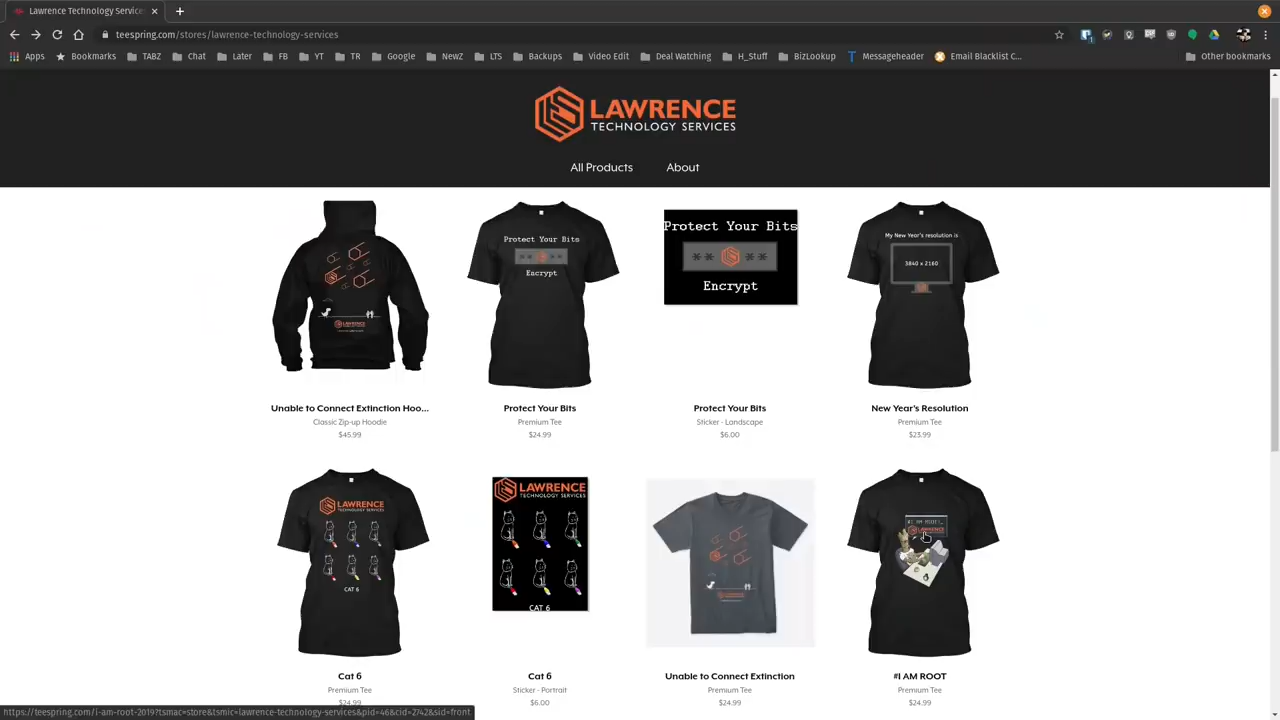 Lawrence Technology Services
teespring.com/stores/lawrence-technology-services
Apps
Bookmarks
TABZ
Chat
Later
FB
YT
TR
Google
NewZ
LTS
Backups
Video Edit
Deal Watching
H_Stuff
BizLookup
Messageheader
Email Blacklist C...
Other bookmarks
LAWRENCE
TECHNOLOGY SERVICES
All Products
About
Protect Your Bits
Encrypt
Protect Your Bits
Encrypt
My New Year's resolution is
3840 x 2160
Unable to Connect Extinction Hoo...
Classic Zip-up Hoodie
$45.99
Protect Your Bits
Premium Tee
$24.99
Protect Your Bits
Sticker - Landscape
$6.00
New Year's Resolution
Premium Tee
$23.99
LAWRENCE
TECHNOLOGY SERVICES
CAT 6
LAWRENCE
TECHNOLOGY SERVICES
CAT 6
#I AM ROOT:_
LAWRENCE
Cat 6
Premium Tee
$24.99
Cat 6
Sticker - Portrait
$6.00
Unable to Connect Extinction
Premium Tee
$24.99
#I AM ROOT
Premium Tee
$24.99
https://teespring.com/i-am-root-2019?tsmac=store&tsmic=lawrence-technology-services&pid=46&cid=2742&sid=front